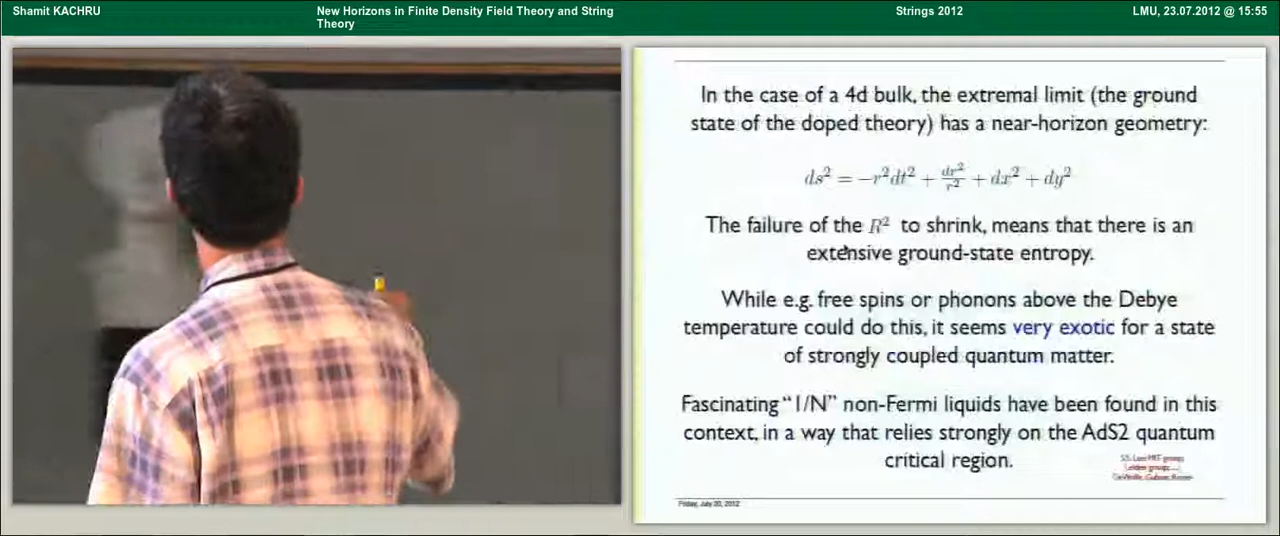 Shamit KACHRU
New Horizons in Finite Density Field Theory and String
Theory
Strings 2012
LMU, 23.07.2012 @ 15:55
In the case of a 4d bulk, the extremal limit (the ground
state of the doped theory) has a near-horizon geometry:
ds² = −r²dt² + dr²/r² + dx² + dy²
The failure of the R² to shrink, means that there is an
extensive ground-state entropy.
While e.g. free spins or phonons above the Debye
temperature could do this, it seems very exotic for a state
of strongly coupled quantum matter.
Fascinating “1/N” non-Fermi liquids have been found in this
context, in a way that relies strongly on the AdS2 quantum
critical region.
Friday, July 20, 2012